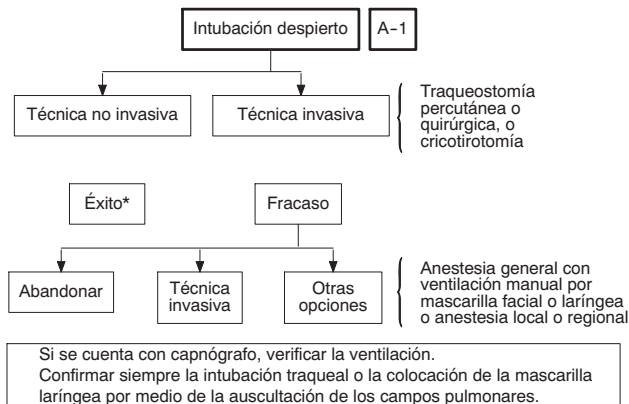 Intubación despierto
A-1
Técnica no invasiva
Técnica invasiva
Traqueostomía
percutánea o
quirúrgica, o
cricotirotomía
Éxito*
Fracaso
Abandonar
Técnica
invasiva
Otras
opciones
Anestesia general con
ventilación manual por
mascarilla facial o laríngea
o anestesia local o regional
Si se cuenta con capnógrafo, verificar la ventilación.
Confirmar siempre la intubación traqueal o la colocación de la mascarilla
laríngea por medio de la auscultación de los campos pulmonares.